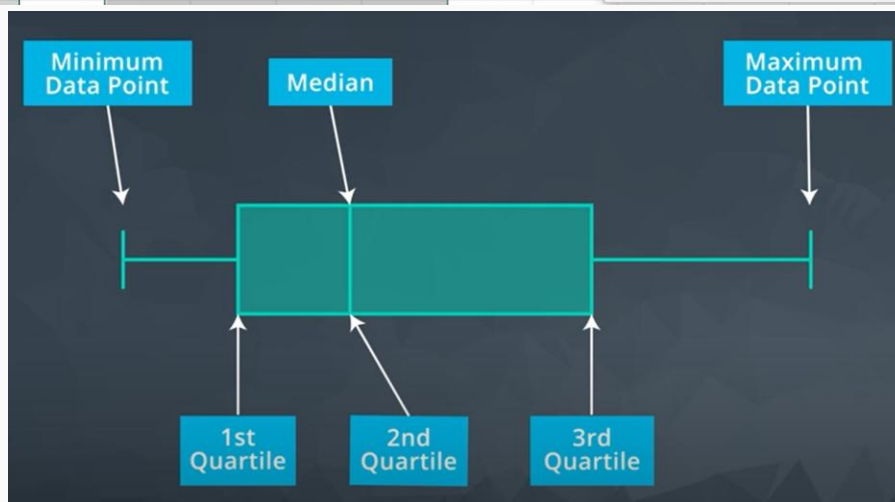 Minimum
Data Point
Median
Maximum
Data Point
1st
Quartile
2nd
Quartile
3rd
Quartile